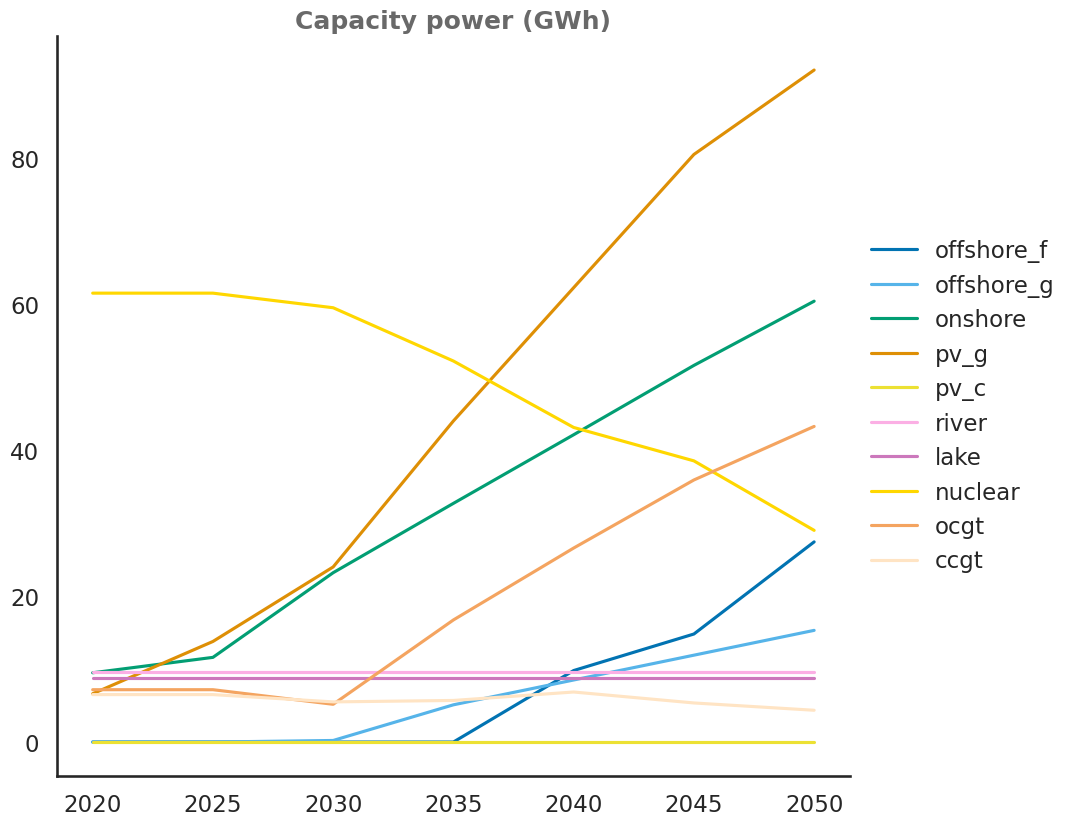 Capacity power (GWh)
80
60
40
20
0
2020 2025 2030 2035 2040 2045 2050
offshore_f
offshore_g
onshore
pv_g
pv_c
river
lake
nuclear
ocgt
ccgt